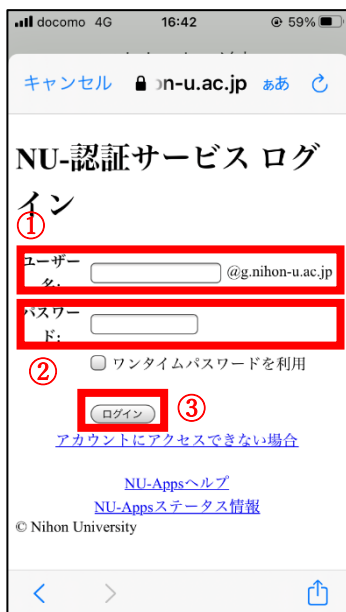 docomo 4G 16:42 59%
キャンセル n-u.ac.jp ぁあ
NU-認証サービス ログ
イン
①
ユーザー
名: @g.nihon-u.ac.jp
パスワー
ド:
② ワンタイムパスワードを利用
ログイン ③
アカウントにアクセスできない場合
NU-Appsヘルプ
NU-Appsステータス情報
© Nihon University